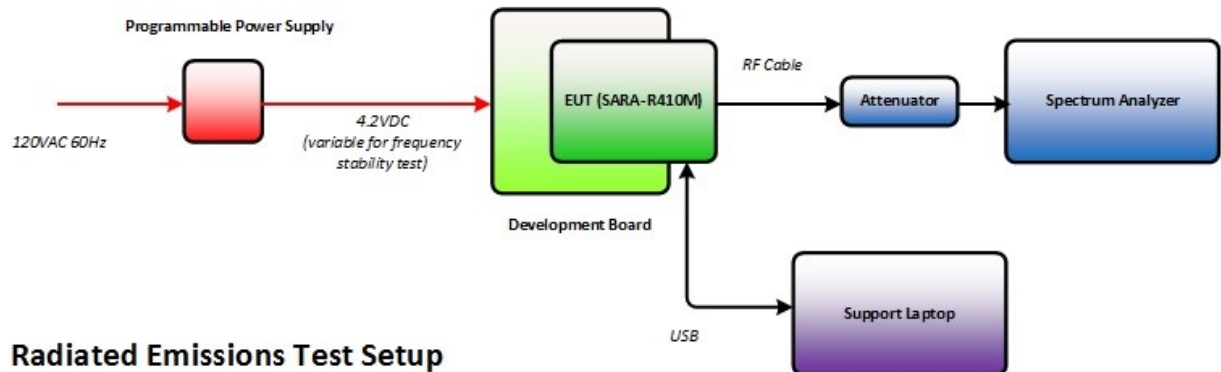 Programmable Power Supply
120VAC 60Hz
4.2VDC
(variable for frequency
stability test)
EUT (SARA-R410M)
Development Board
RF Cable
Attenuator
Spectrum Analyzer
USB
Support Laptop
Radiated Emissions Test Setup